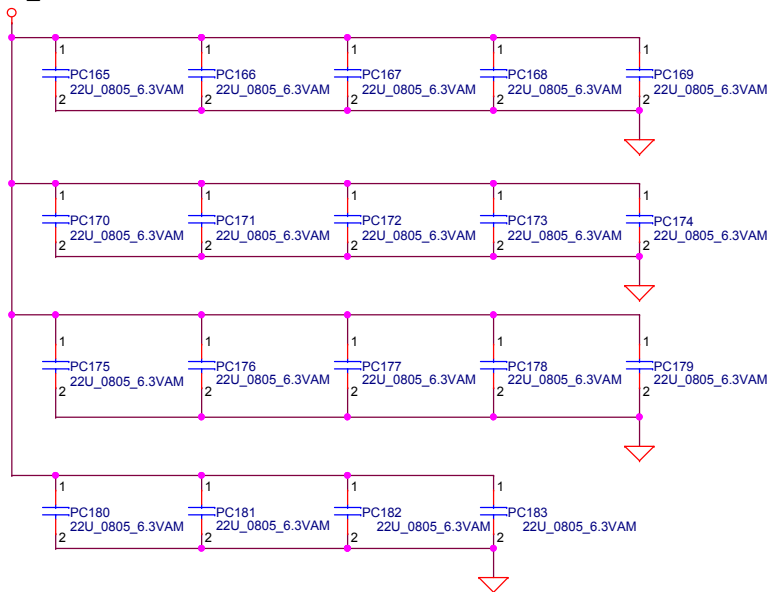 1 1 1 1 1
PC165 PC166 PC167 PC168 PC169
22U_0805_6.3VAM 22U_0805_6.3VAM 22U_0805_6.3VAM 22U_0805_6.3VAM 22U_0805_6.3VAM
2 2 2 2 2
1 1 1 1 1
PC170 PC171 PC172 PC173 PC174
22U_0805_6.3VAM 22U_0805_6.3VAM 22U_0805_6.3VAM 22U_0805_6.3VAM 22U_0805_6.3VAM
2 2 2 2 2
1 1 1 1 1
PC175 PC176 PC177 PC178 PC179
22U_0805_6.3VAM 22U_0805_6.3VAM 22U_0805_6.3VAM 22U_0805_6.3VAM 22U_0805_6.3VAM
2 2 2 2 2
1 1 1 1
PC180 PC181 PC182 PC183
22U_0805_6.3VAM 22U_0805_6.3VAM 22U_0805_6.3VAM 22U_0805_6.3VAM
2 2 2 2